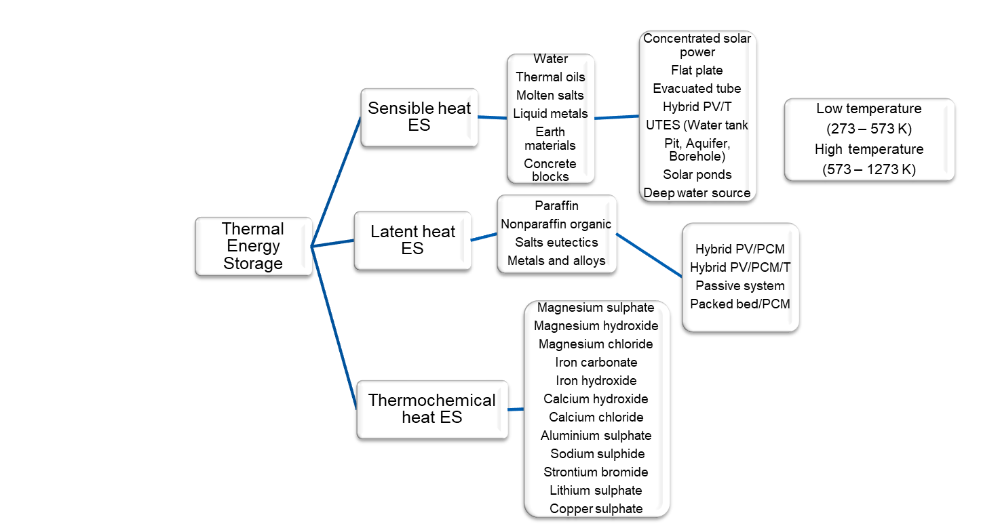 Thermal
Energy
Storage
Sensible heat
ES
Water
Thermal oils
Molten salts
Liquid metals
Earth
materials
Concrete
blocks
Concentrated solar
power
Flat plate
Evacuated tube
Hybrid PV/T
UTES (Water tank
Pit, Aquifer,
Borehole)
Solar ponds
Deep water source
Low temperature
(273 – 573 K)
High temperature
(573 – 1273 K)
Latent heat
ES
Paraffin
Nonparaffin organic
Salts eutectics
Metals and alloys
Hybrid PV/PCM
Hybrid PV/PCM/T
Passive system
Packed bed/PCM
Thermochemical
heat ES
Magnesium sulphate
Magnesium hydroxide
Magnesium chloride
Iron carbonate
Iron hydroxide
Calcium hydroxide
Calcium chloride
Aluminium sulphate
Sodium sulphide
Strontium bromide
Lithium sulphate
Copper sulphate